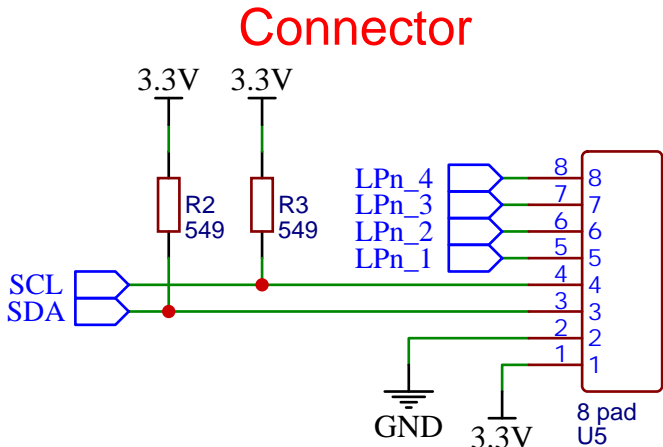 Connector
3.3V 3.3V
R2
549
R3
549
LPn_4
LPn_3
LPn_2
LPn_1
SCL
SDA
8 8
7 7
6 6
5 5
4 4
3 3
2 2
1 1
GND
3.3V
8 pad
U5